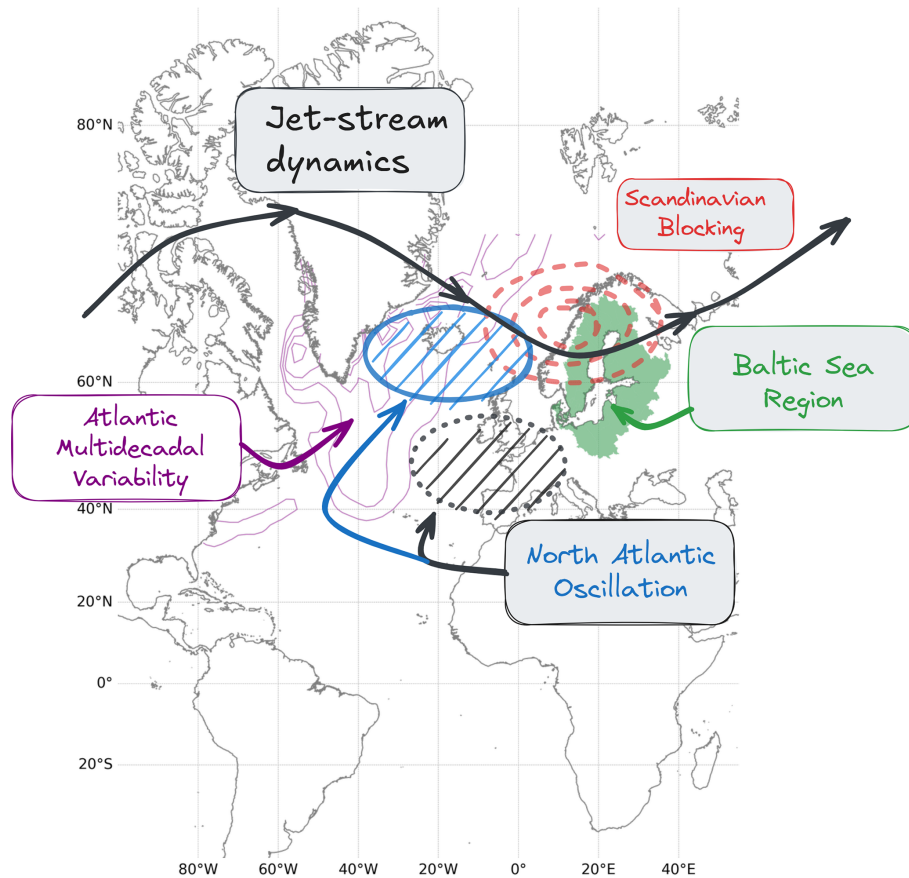 80°N
Jet-stream
dynamics
Scandinavian
Blocking
60°N
Baltic Sea
Region
Atlantic
Multidecadal
Variability
40°N
North Atlantic
Oscillation
20°N
0°
20°S
80°W
60°W
40°W
20°W
0°
20°E
40°E